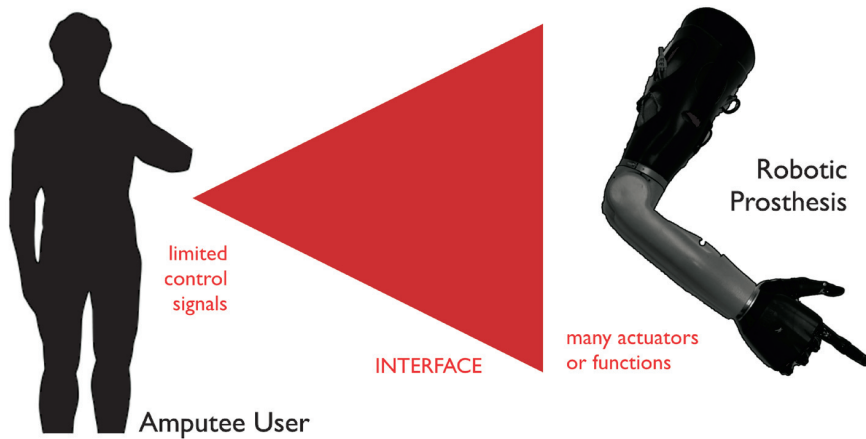 Robotic
Prosthesis
limited
control
signals
many actuators
or functions
INTERFACE
Amputee User